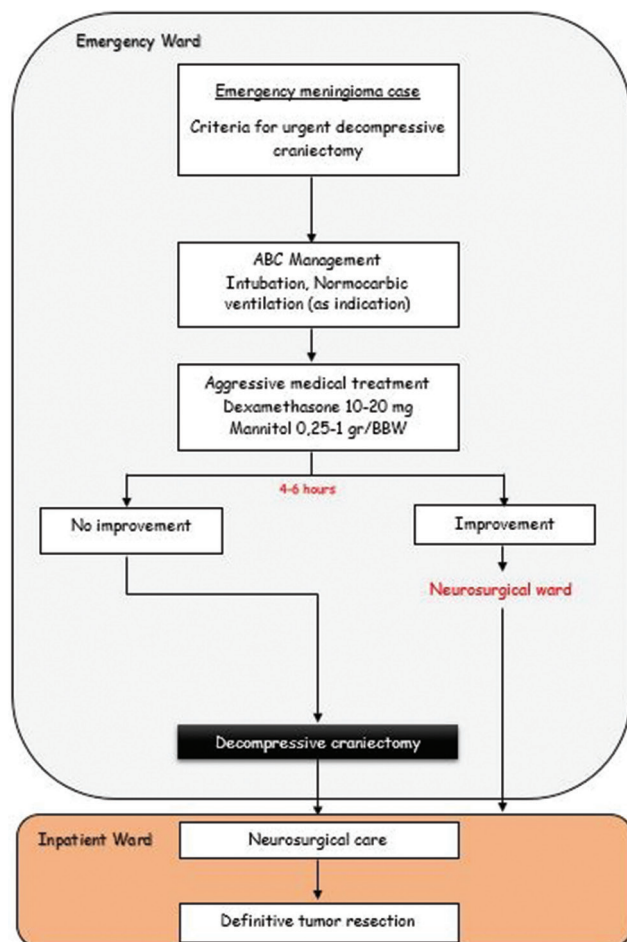 Emergency Ward
Emergency meningioma case
Criteria for urgent decompressive
craniectomy
ABC Management
Intubation, Normocarbic
ventilation (as indication)
Aggressive medical treatment
Dexamethasone 10-20 mg
Mannitol 0,25-1 gr/BBW
4-6 hours
No improvement
Improvement
Neurosurgical ward
Decompressive craniectomy
Inpatient Ward
Neurosurgical care
Definitive tumor resection